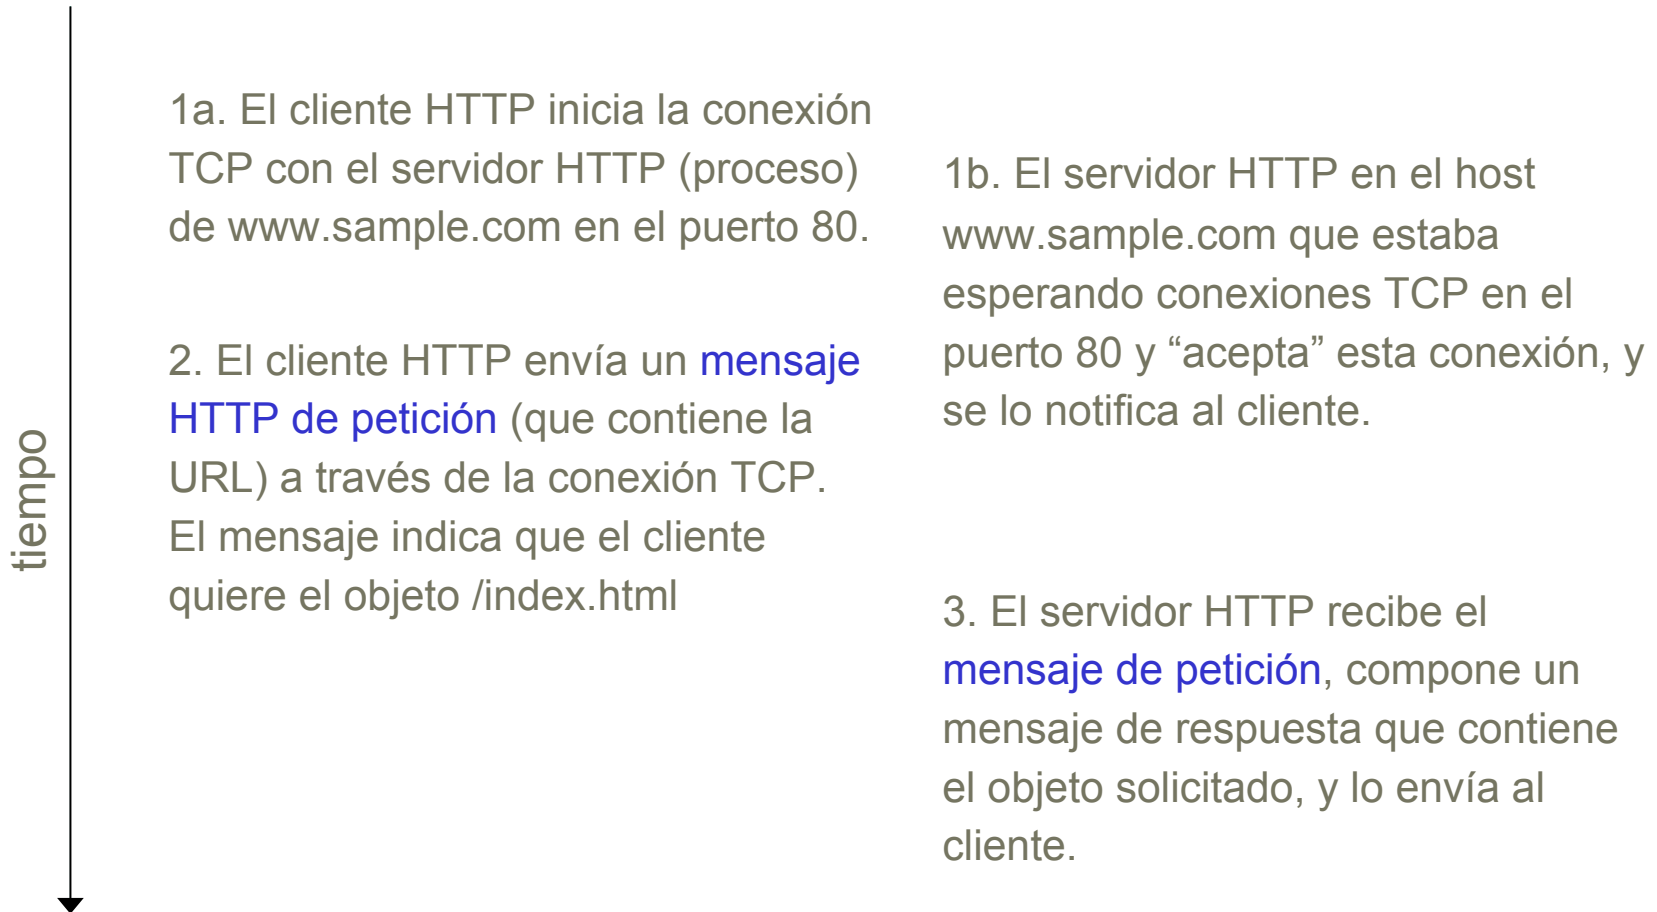 tiempo
1a. El cliente HTTP inicia la conexión
TCP con el servidor HTTP (proceso)
de www.sample.com en el puerto 80.
1b. El servidor HTTP en el host
www.sample.com que estaba
esperando conexiones TCP en el
puerto 80 y “acepta” esta conexión, y
se lo notifica al cliente.
2. El cliente HTTP envía un mensaje
HTTP de petición (que contiene la
URL) a través de la conexión TCP.
El mensaje indica que el cliente
quiere el objeto /index.html
3. El servidor HTTP recibe el
mensaje de petición, compone un
mensaje de respuesta que contiene
el objeto solicitado, y lo envía al
cliente.